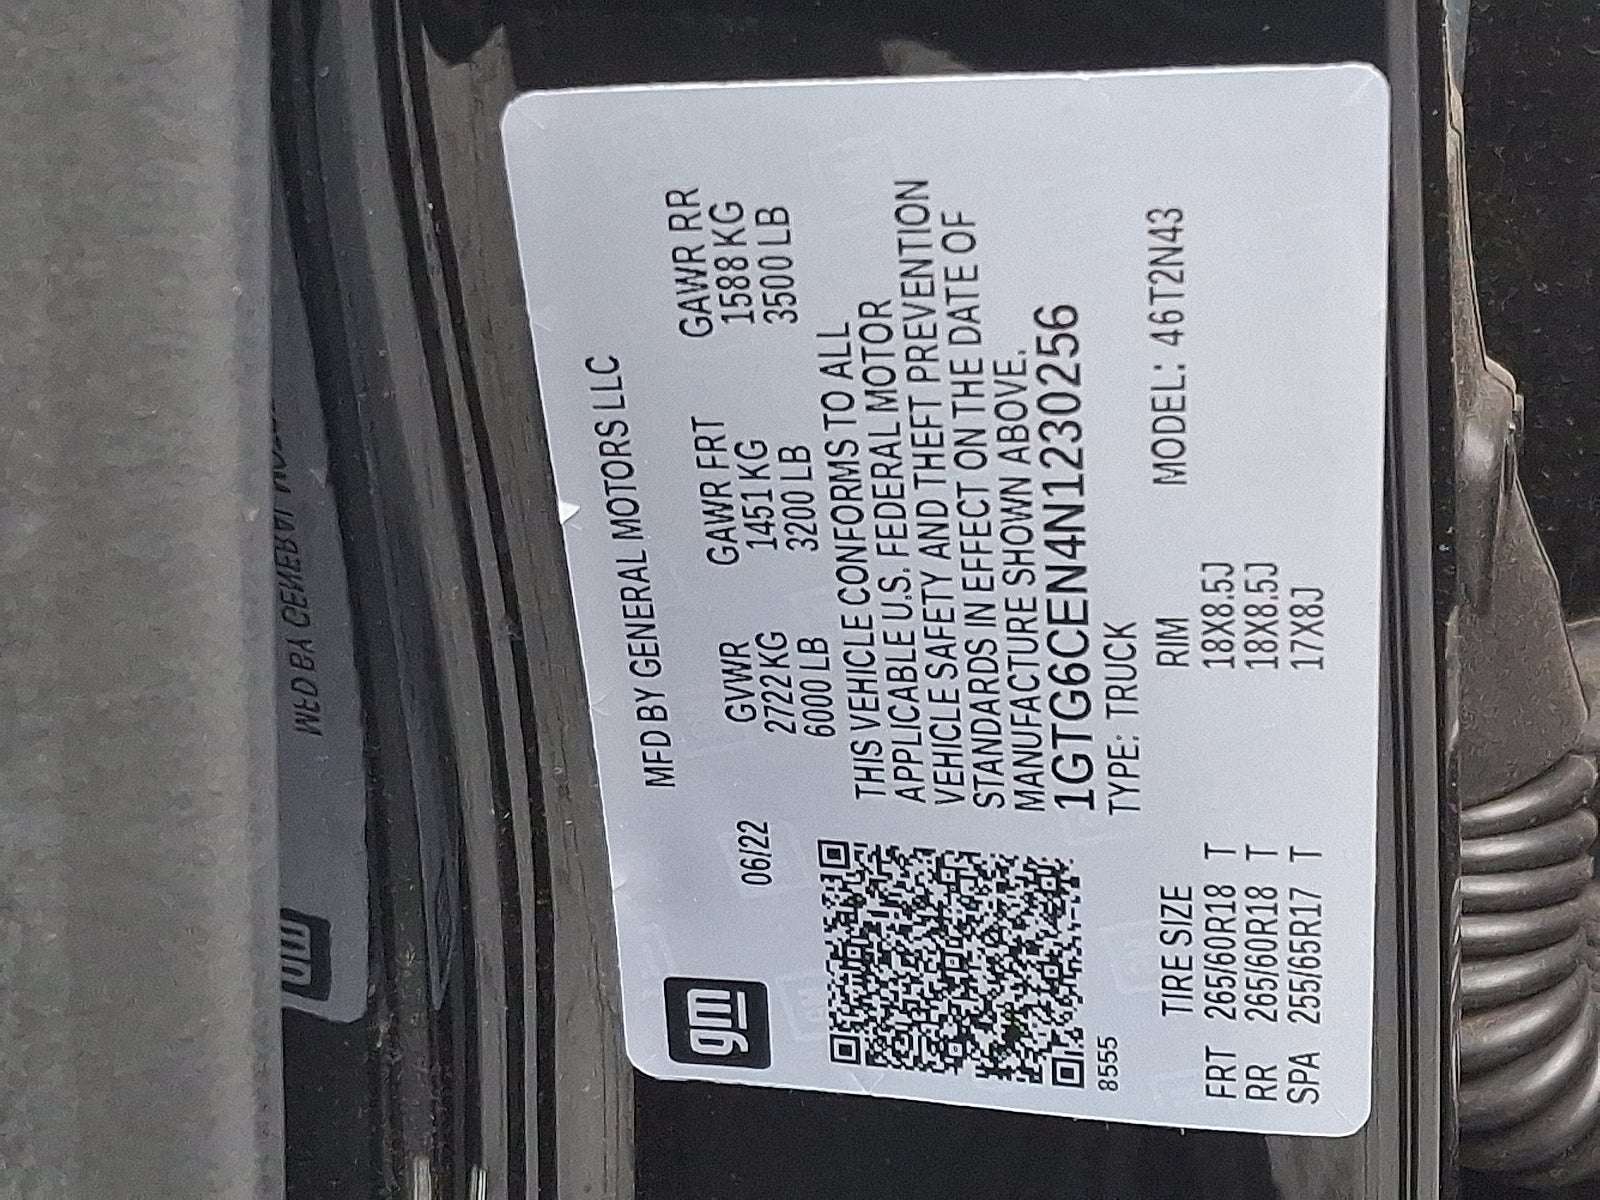 gm
06/22
MFD BY GENERAL MOTORS LLC
GVWR GAWR FRT GAWR RR
2722 KG 1451 KG 1588 KG
6000 LB 3200 LB 3500 LB
THIS VEHICLE CONFORMS TO ALL
APPLICABLE U.S. FEDERAL MOTOR
VEHICLE SAFETY AND THEFT PREVENTION
STANDARDS IN EFFECT ON THE DATE OF
MANUFACTURE SHOWN ABOVE.
1GTG6CEN4N1230256
8555
TYPE: TRUCK
MODEL: 46T2N43
TIRE SIZE RIM
FRT 265/60R18 T 18X8.5J
RR 265/60R18 T 18X8.5J
SPA 255/65R17 T 17X8J